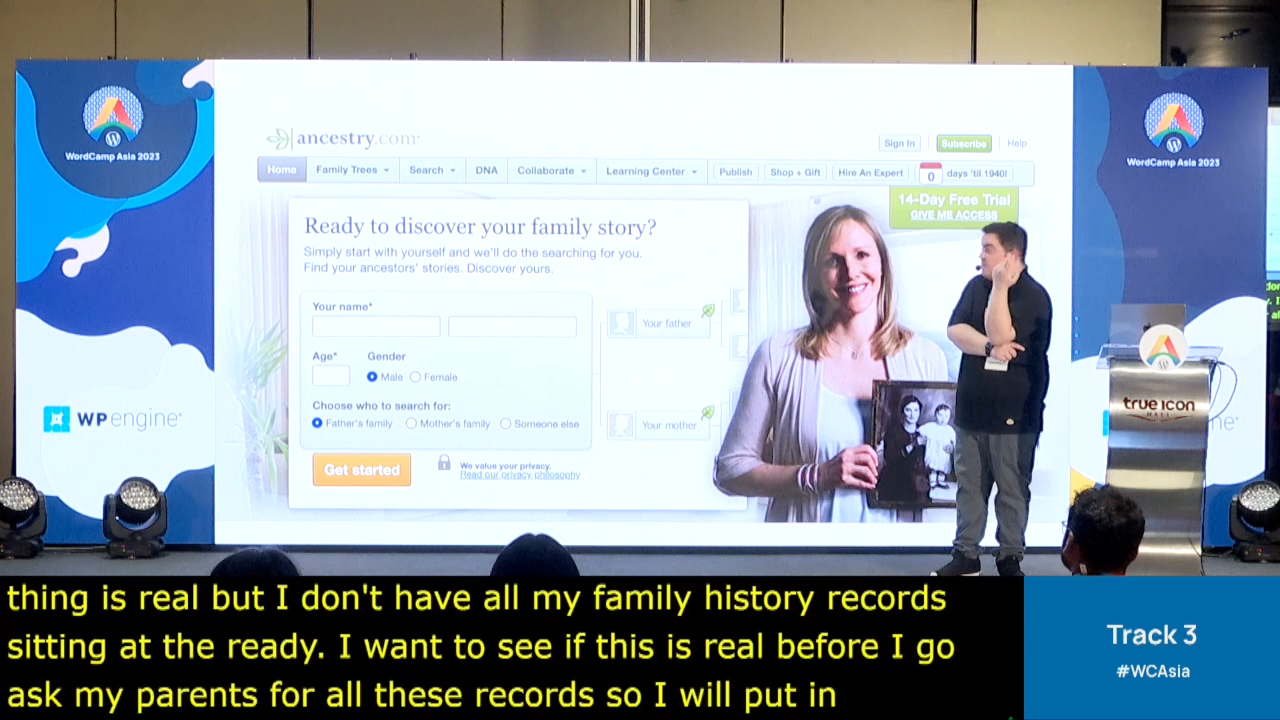 WordCamp Asia 2023
WP engine
ancestry.com
Sign In
Subscribe
Help
Home
Family Trees
Search
DNA
Collaborate
Learning Center
Publish
Shop + Gift
Hire An Expert
0 days 'til 1940!
14-Day Free Trial
GIVE ME ACCESS
Ready to discover your family story?
Simply start with yourself and we'll do the searching for you.
Find your ancestors' stories. Discover yours.
Your name*
Age*
Gender
Male
Female
Choose who to search for:
Father's family
Mother's family
Someone else
Get started
We value your privacy.
Read our privacy philosophy
Your father
Your mother
WordCamp Asia 2023
true icon
HALL
thing is real but I don't have all my family history records
sitting at the ready. I want to see if this is real before I go
ask my parents for all these records so I will put in
Track 3
#WCAsia